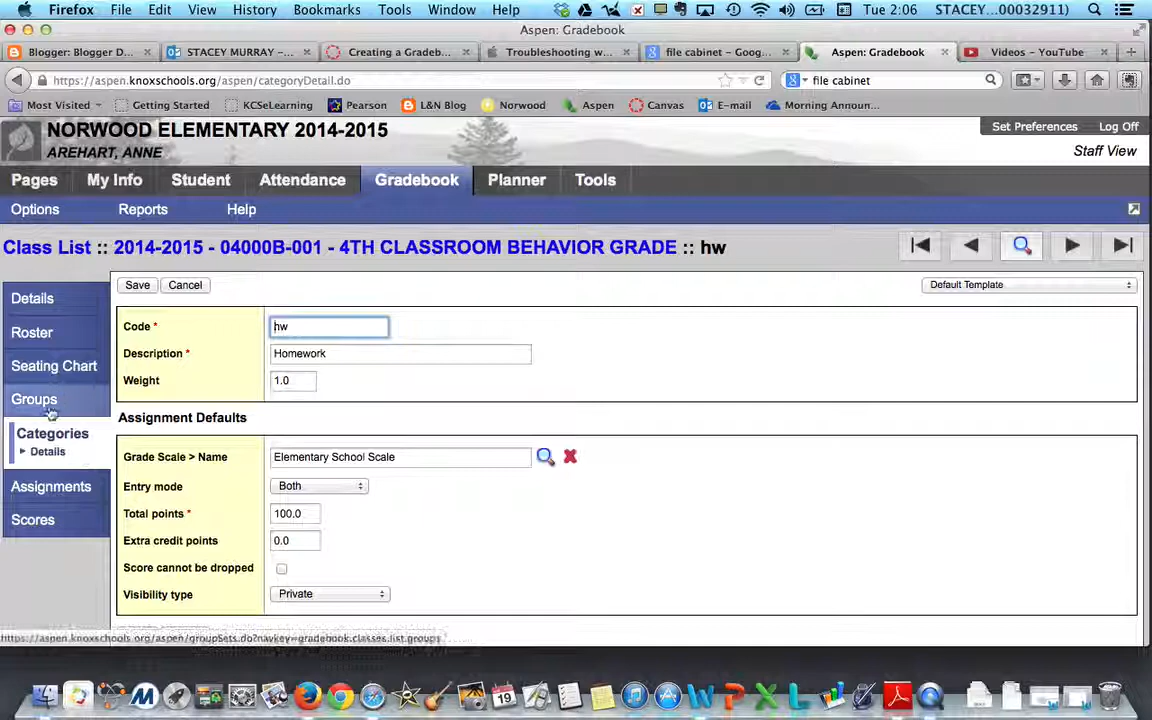 Firefox File Edit View History Bookmarks Tools Window Help Tue 2:06 STACEY...00032911)
Aspen: Gradebook
Blogger: Blogger D... STACEY MURRAY -... Creating a Gradeb... Troubleshooting w... file cabinet - Goog... Aspen: Gradebook Videos - YouTube
https://aspen.knoxschools.org/aspen/categoryDetail.do file cabinet
Most Visited Getting Started KCSeLearning Pearson L&N Blog Norwood Aspen Canvas E-mail Morning Announ...
NORWOOD ELEMENTARY 2014-2015 Set Preferences Log Off
AREHART, ANNE Staff View
Pages My Info Student Attendance Gradebook Planner Tools
Options Reports Help
Class List :: 2014-2015 - 04000B-001 - 4TH CLASSROOM BEHAVIOR GRADE :: hw
Save Cancel Default Template
Details
Roster
Seating Chart
Groups
Categories
Details
Assignments
Scores
Code * hw
Description * Homework
Weight 1.0
Assignment Defaults
Grade Scale > Name Elementary School Scale
Entry mode Both
Total points * 100.0
Extra credit points 0.0
Score cannot be dropped
Visibility type Private
https://aspen.knoxschools.org/aspen/groupSets.do?navkey=gradebook.classes.list.groups
19